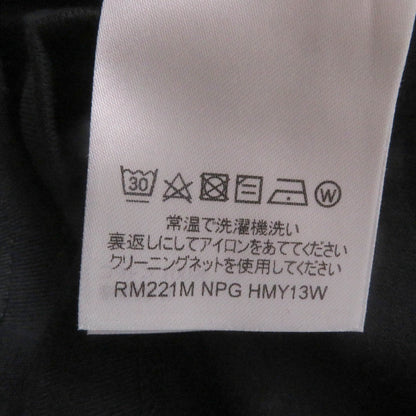 30 W
常温で洗濯機洗い
裏返しにしてアイロンをあててください
クリーニングネットを使用してください
RM221M NPG HMY13W